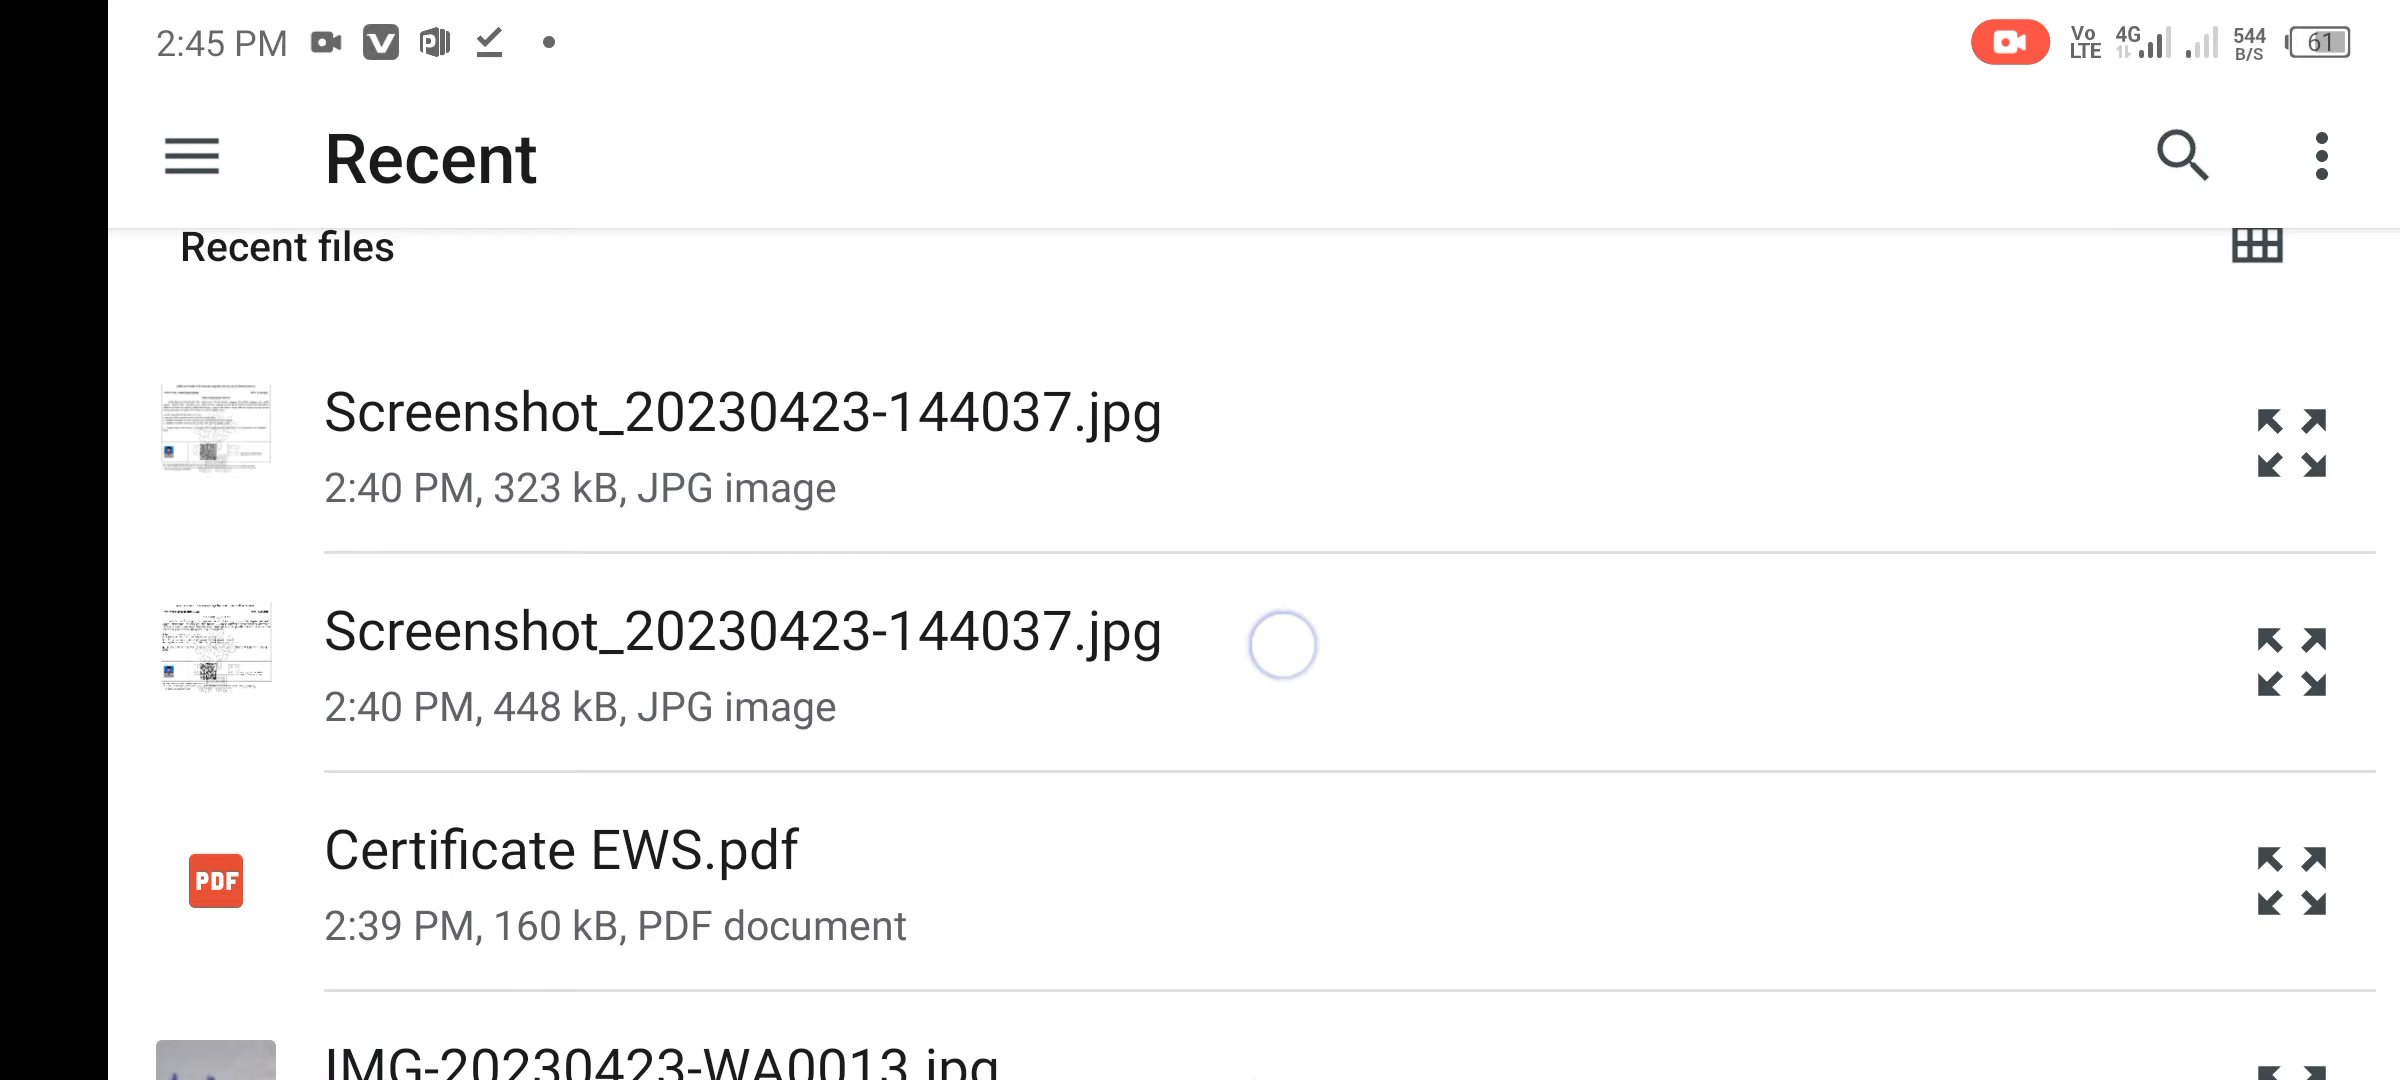 2:45 PM
Vo LTE 4G 544 B/S 61
Recent
Recent files
Screenshot_20230423-144037.jpg
2:40 PM, 323 kB, JPG image
Screenshot_20230423-144037.jpg
2:40 PM, 448 kB, JPG image
Certificate EWS.pdf
PDF
2:39 PM, 160 kB, PDF document
IMG-20230423-WA0013.jpg